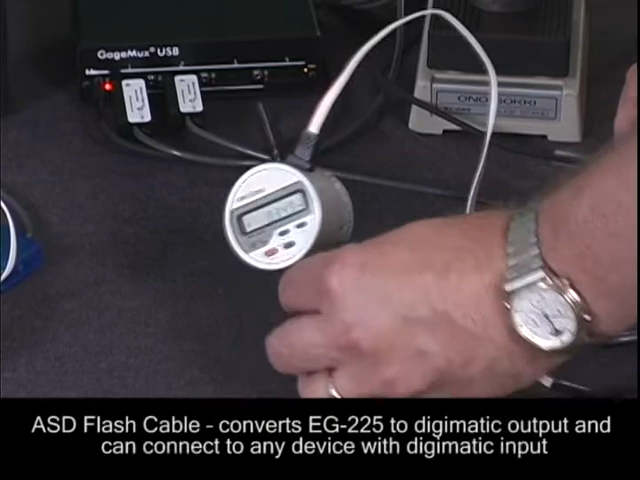 GageMux® USB
ONO SOKKI
ASD Flash Cable - converts EG-225 to digimatic output and
can connect to any device with digimatic input